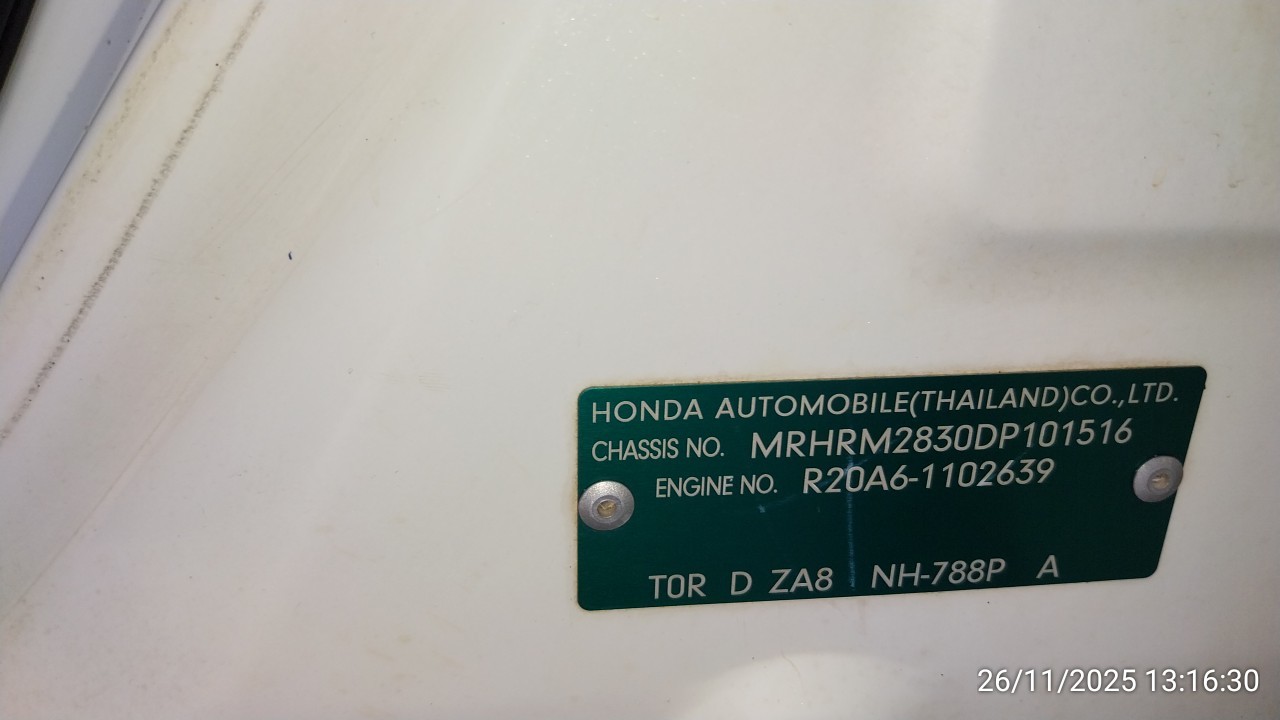 HONDA AUTOMOBILE(THAILAND)CO.,LTD.
CHASSIS NO. MRHRM2830DP101516
ENGINE NO. R20A6-1102639
T0R D ZA8 NH-788P A
26/11/2025 13:16:30